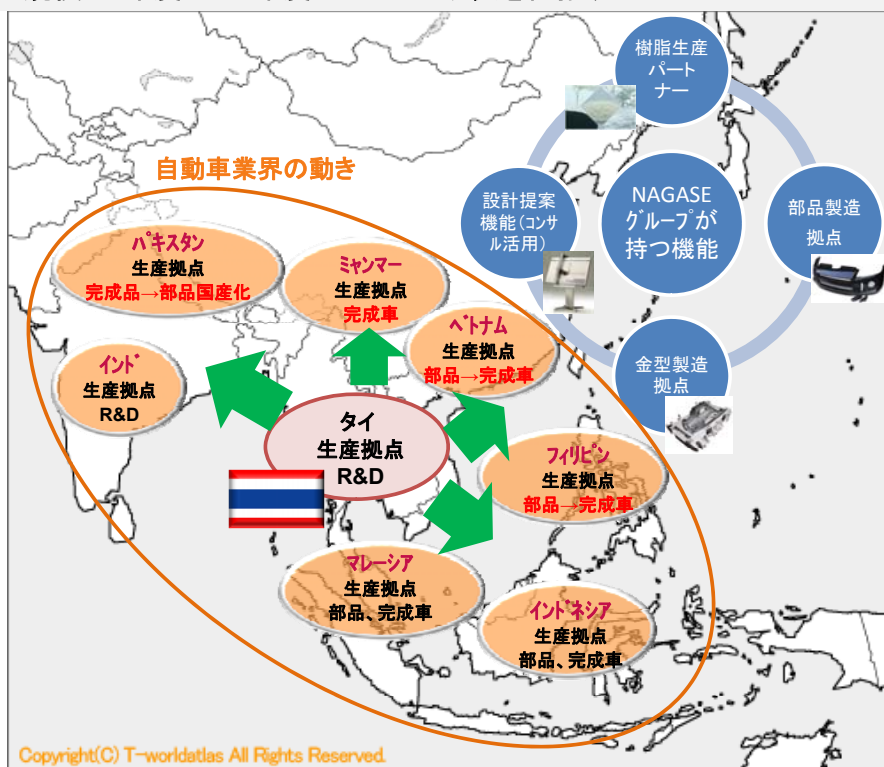 樹脂生産
パート
ナー
設計提案
機能(コンサ
ル活用)
NAGASE
グループが
持つ機能
部品製造
拠点
金型製造
拠点
自動車業界の動き
パキスタン
生産拠点
完成品→部品国産化
ミャンマー
生産拠点
完成車
ベトナム
生産拠点
部品→完成車
インド
生産拠点
R&D
タイ
生産拠点
R&D
フィリピン
生産拠点
部品→完成車
マレーシア
生産拠点
部品、完成車
インドネシア
生産拠点
部品、完成車
Copyright(C) T-worldatlas All Rights Reserved.